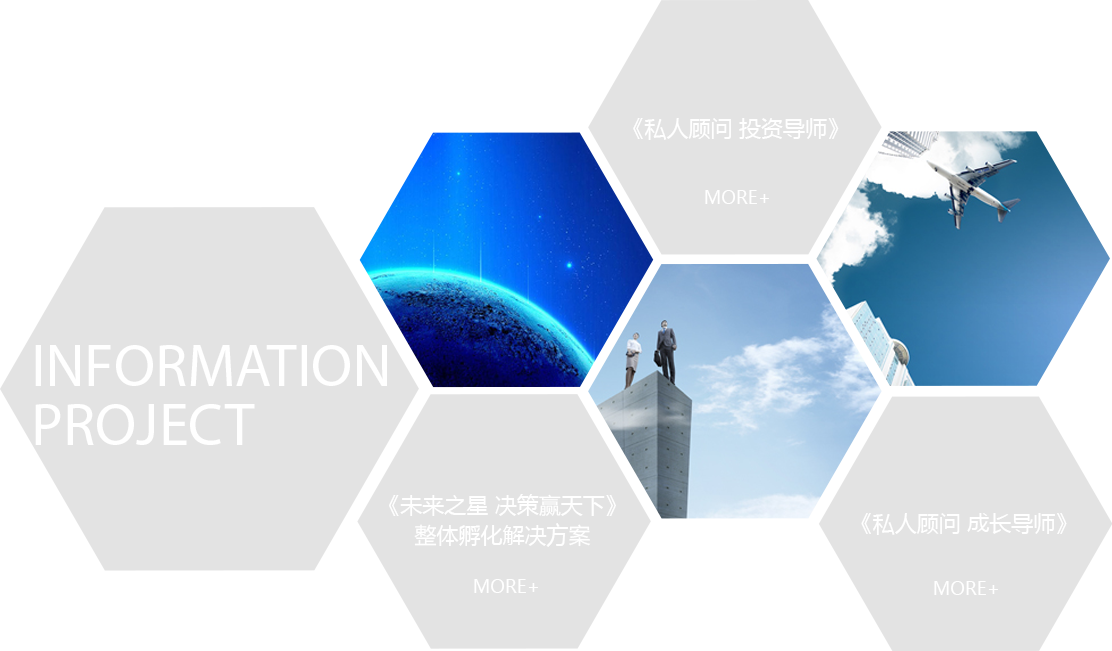 INFORMATION
PROJECT
《私人顾问 投资导师》
MORE+
《未来之星 决策赢天下》
整体孵化解决方案
MORE+
《私人顾问 成长导师》
MORE+